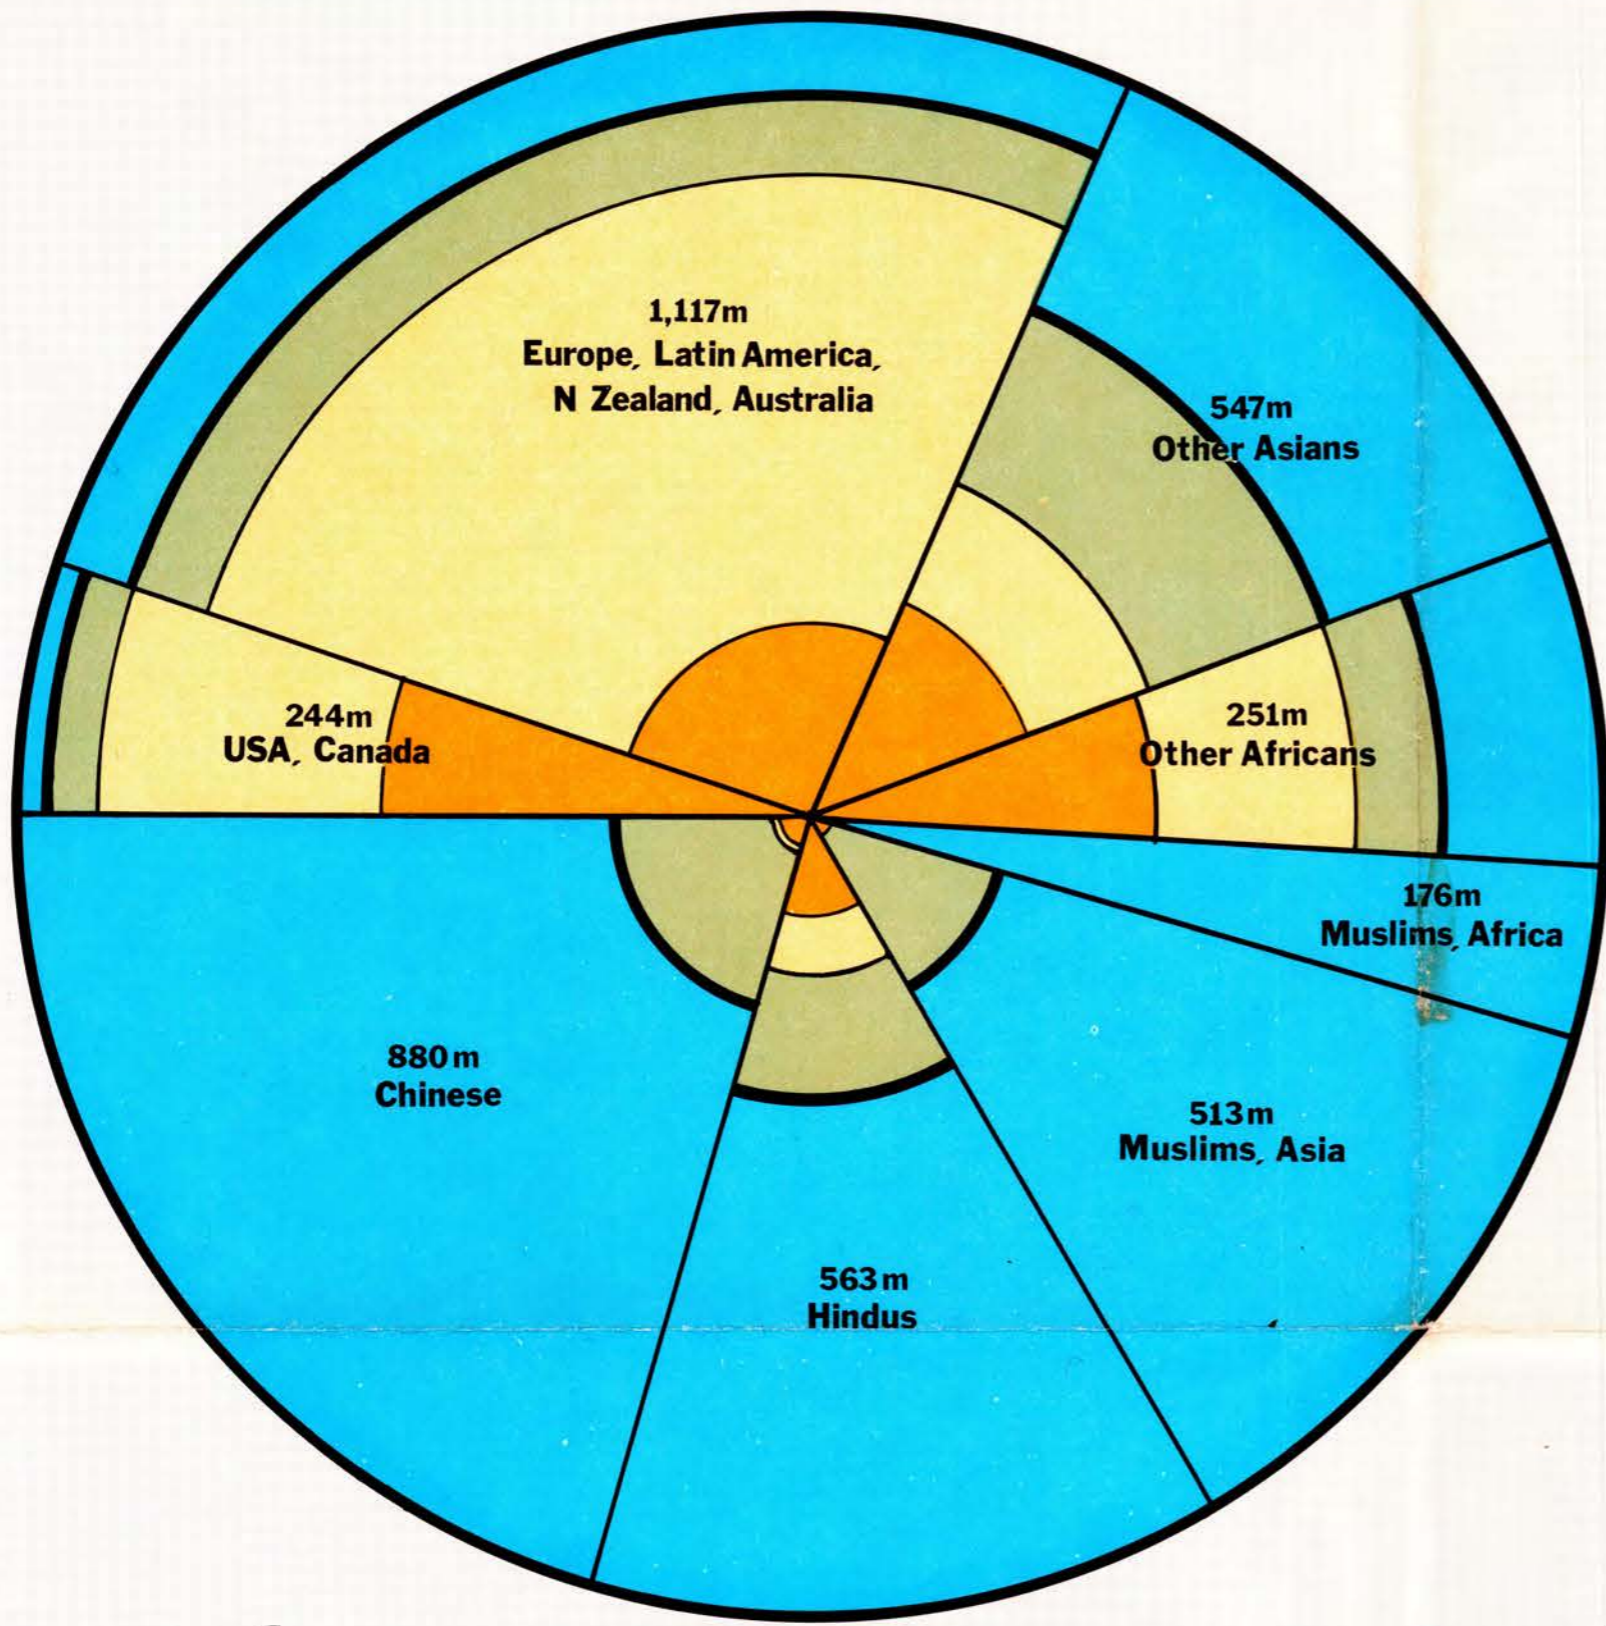 1,117m
Europe, Latin America,
N Zealand, Australia
547m
Other Asians
244m
USA, Canada
251m
Other Africans
176m
Muslims, Africa
880m
Chinese
513m
Muslims, Asia
563m
Hindus